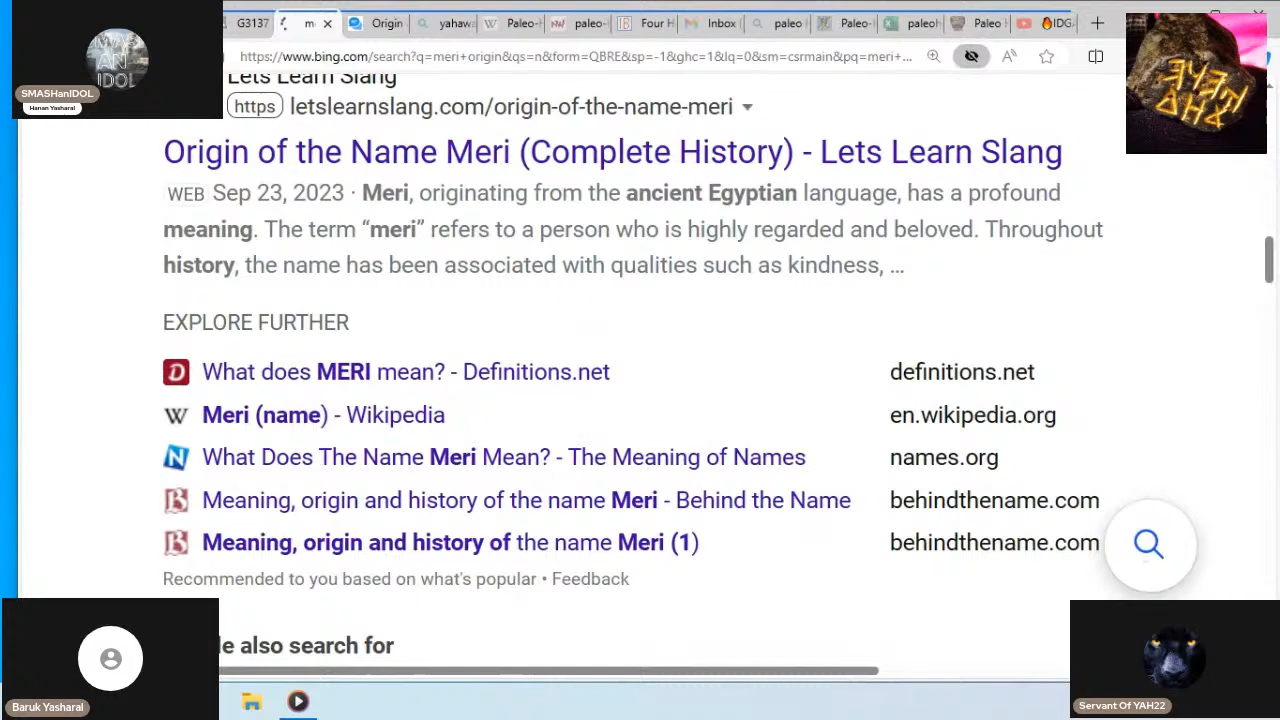 G3137
m
Origin
yahaw
Paleo-
paleo-
Four H
Inbox (
paleo
Paleo-
paleoh
Paleo
IDGA
https://www.bing.com/search?q=meri+origin&qs=n&form=QBRE&sp=-1&ghc=1&lq=0&sm=csrmain&pq=meri+...
SMASH
AN
IDOL
SMASHanIDOL
Hanan Yasharal
Lets Learn Slang
https letslearnslang.com/origin-of-the-name-meri
Origin of the Name Meri (Complete History) - Lets Learn Slang
WEB Sep 23, 2023 · Meri, originating from the ancient Egyptian language, has a profound
meaning. The term “meri” refers to a person who is highly regarded and beloved. Throughout
history, the name has been associated with qualities such as kindness, ...
EXPLORE FURTHER
What does MERI mean? - Definitions.net definitions.net
Meri (name) - Wikipedia en.wikipedia.org
What Does The Name Meri Mean? - The Meaning of Names names.org
Meaning, origin and history of the name Meri - Behind the Name behindthename.com
Meaning, origin and history of the name Meri (1) behindthename.com
Recommended to you based on what's popular • Feedback
le also search for
Baruk Yasharal
Servant Of YAH22